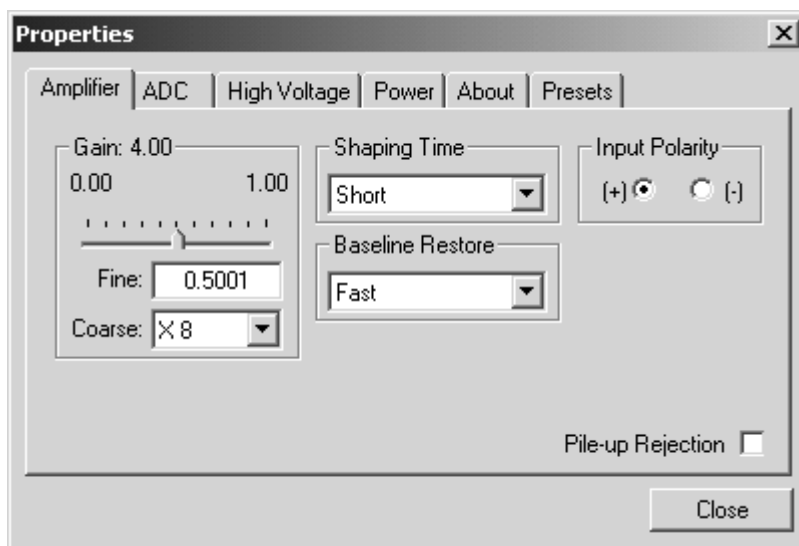 Properties
Amplifier ADC High Voltage Power About Presets
Gain: 4.00 Shaping Time Input Polarity
0.00 1.00 Short (+) (-)
Baseline Restore
Fine: 0.5001 Fast
Coarse: X 8
Pile-up Rejection
Close